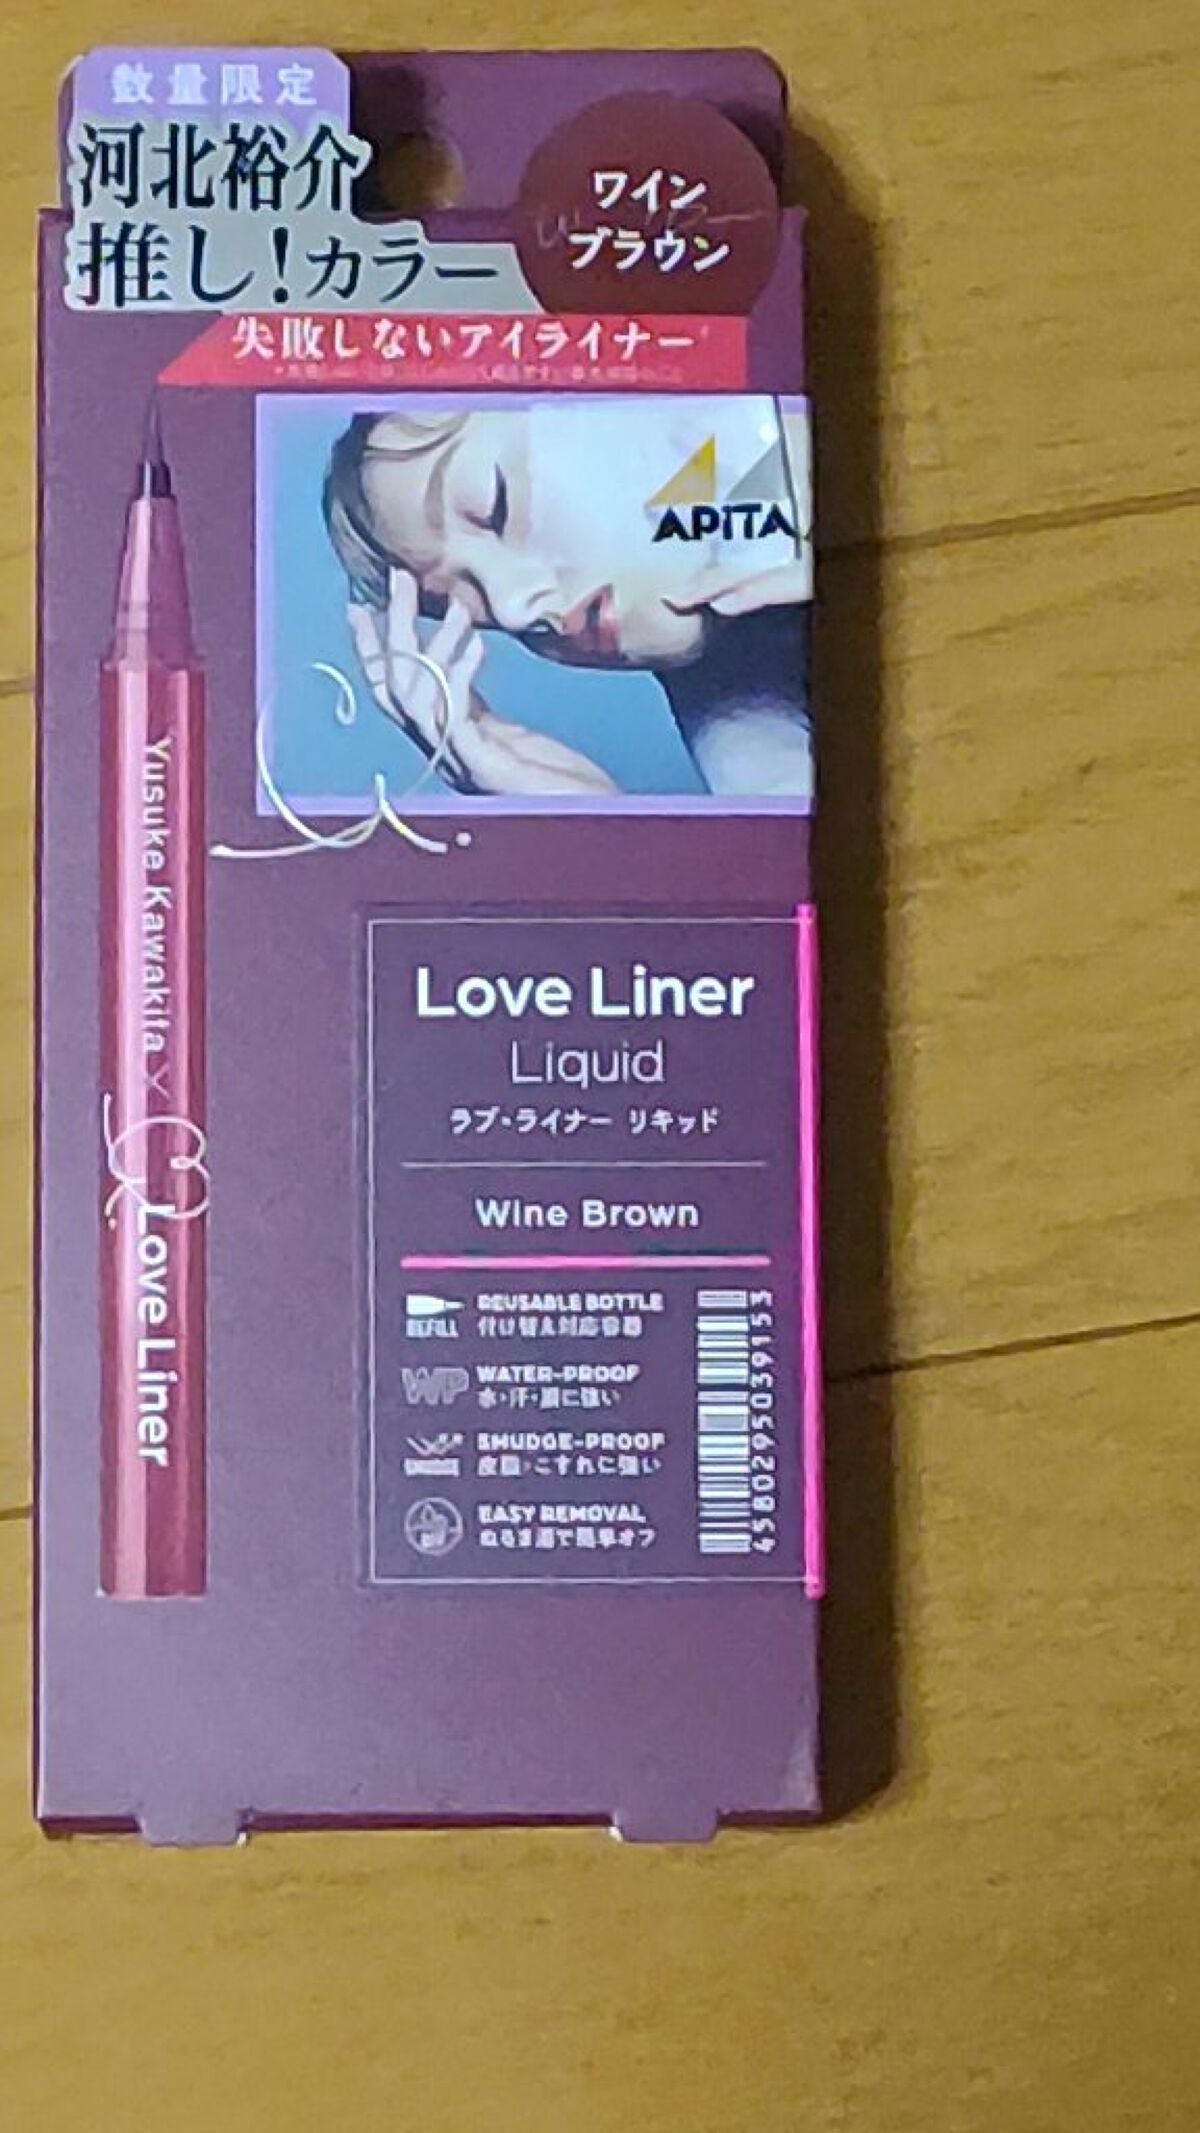 数量限定
河北裕介
推し!カラー
ワイン
ブラウン
失敗しないアイライナー
APiTA
Yusuke Kawakita ×
Love Liner
Love Liner
Liquid
ラブ・ライナー リキッド
Wine Brown
REFILL
REUSABLE BOTTLE
付け替え対応容器
WP
WATER-PROOF
水・汗・涙に強い
SMUDGE-PROOF
皮脂・こすれに強い
EASY REMOVAL
ぬるま湯で簡単オフ
4580295039153